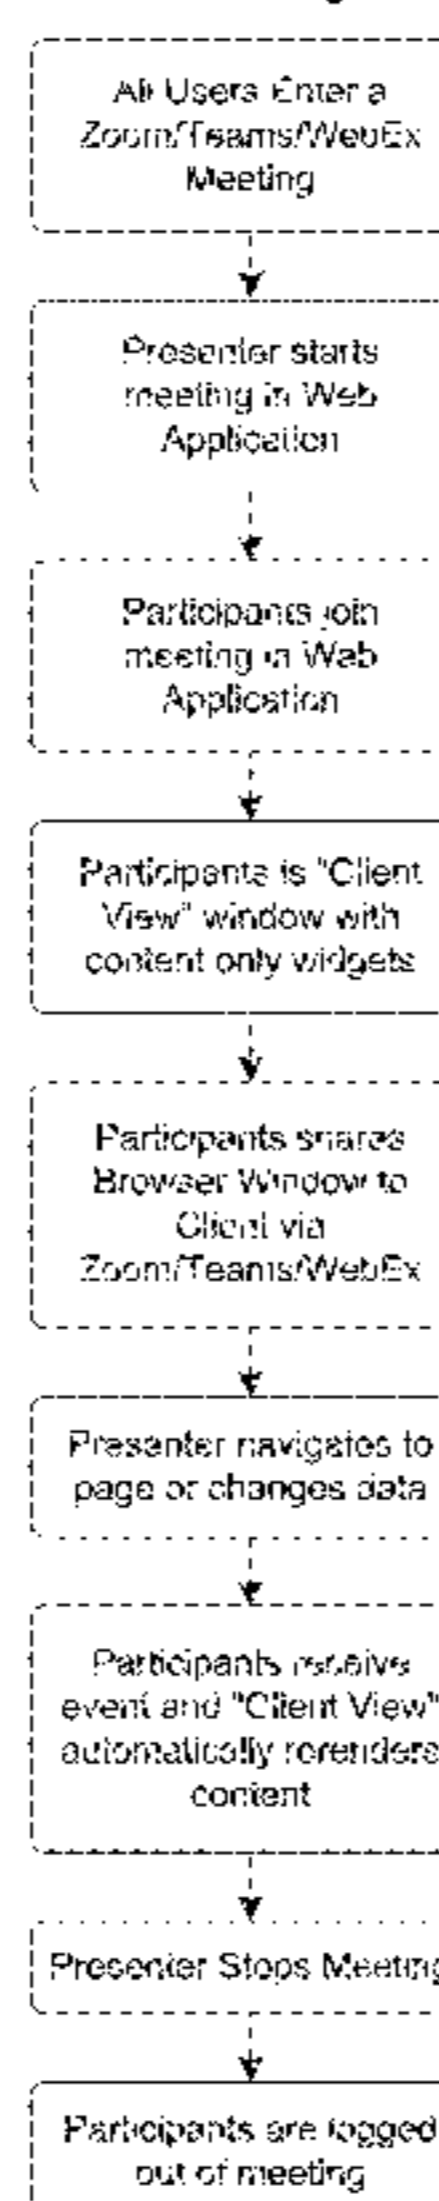 All Users Enter a
Zoom/Teams/WebEx
Meeting
Presenter starts
meeting in Web
Application
Participants join
meeting in Web
Application
Participants is "Client
View" window with
content only widgets
Participants shares
Browser Window to
Client via
Zoom/Teams/WebEx
Presenter navigates to
page or changes data
Participants receive
event and "Client View"
automatically rerenders
content
Presenter Stops Meeting
Participants are logged
out of meeting